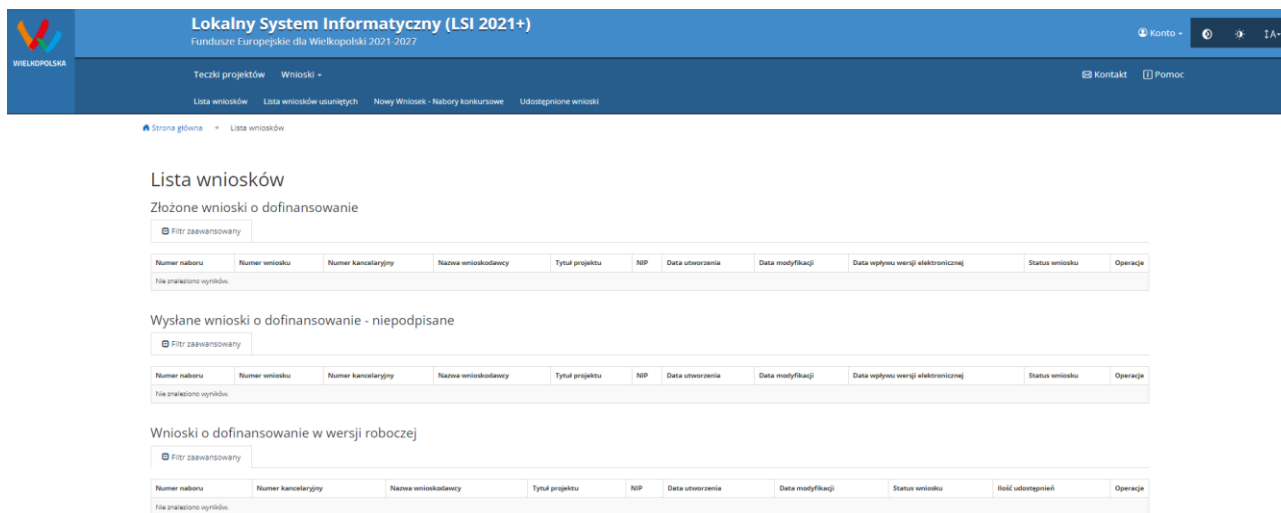 Lokalny System Informatyczny (LSI 2021+)
Fundusze Europejskie dla Wielkopolski 2021-2027
Konto
A
WIELKOPOLSKA
Teczki projektów Wnioski
Kontakt Pomoc
Lista wniosków Lista wniosków usuniętych Nowy Wniosek - Nabory konkursowe Udostępnione wnioski
Strona główna → Lista wniosków
Lista wniosków
Złożone wnioski o dofinansowanie
Filtr zaawansowany
Numer naboru Numer wniosku Numer kancelaryjny Nazwa wnioskodawcy Tytuł projektu NIP Data utworzenia Data modyfikacji Data wpływu wersji elektronicznej Status wniosku Operacje
Nie znaleziono wyników.
Wysłane wnioski o dofinansowanie - niepodpisane
Filtr zaawansowany
Numer naboru Numer wniosku Numer kancelaryjny Nazwa wnioskodawcy Tytuł projektu NIP Data utworzenia Data modyfikacji Data wpływu wersji elektronicznej Status wniosku Operacje
Nie znaleziono wyników.
Wnioski o dofinansowanie w wersji roboczej
Filtr zaawansowany
Numer naboru Numer kancelaryjny Nazwa wnioskodawcy Tytuł projektu NIP Data utworzenia Data modyfikacji Status wniosku Ilość udostępnień Operacje
Nie znaleziono wyników.